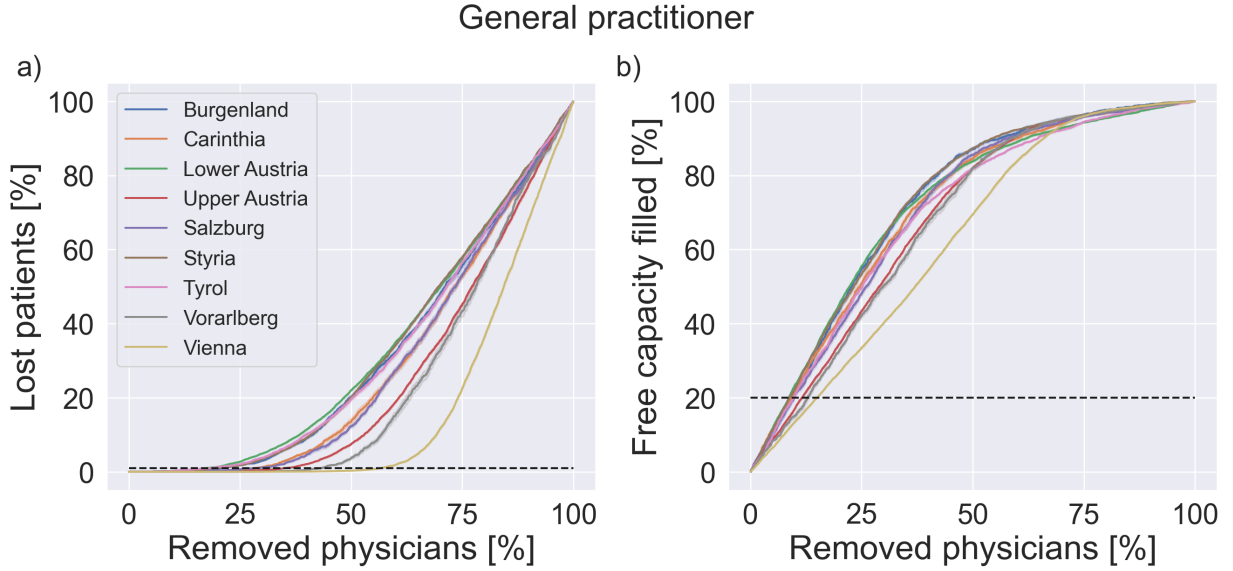 General practitioner
a)
Lost patients [%]
100
80
60
40
20
0
Burgenland
Carinthia
Lower Austria
Upper Austria
Salzburg
Styria
Tyrol
Vorarlberg
Vienna
0 25 50 75 100
Removed physicians [%]
b)
Free capacity filled [%]
100
80
60
40
20
0
0 25 50 75 100
Removed physicians [%]